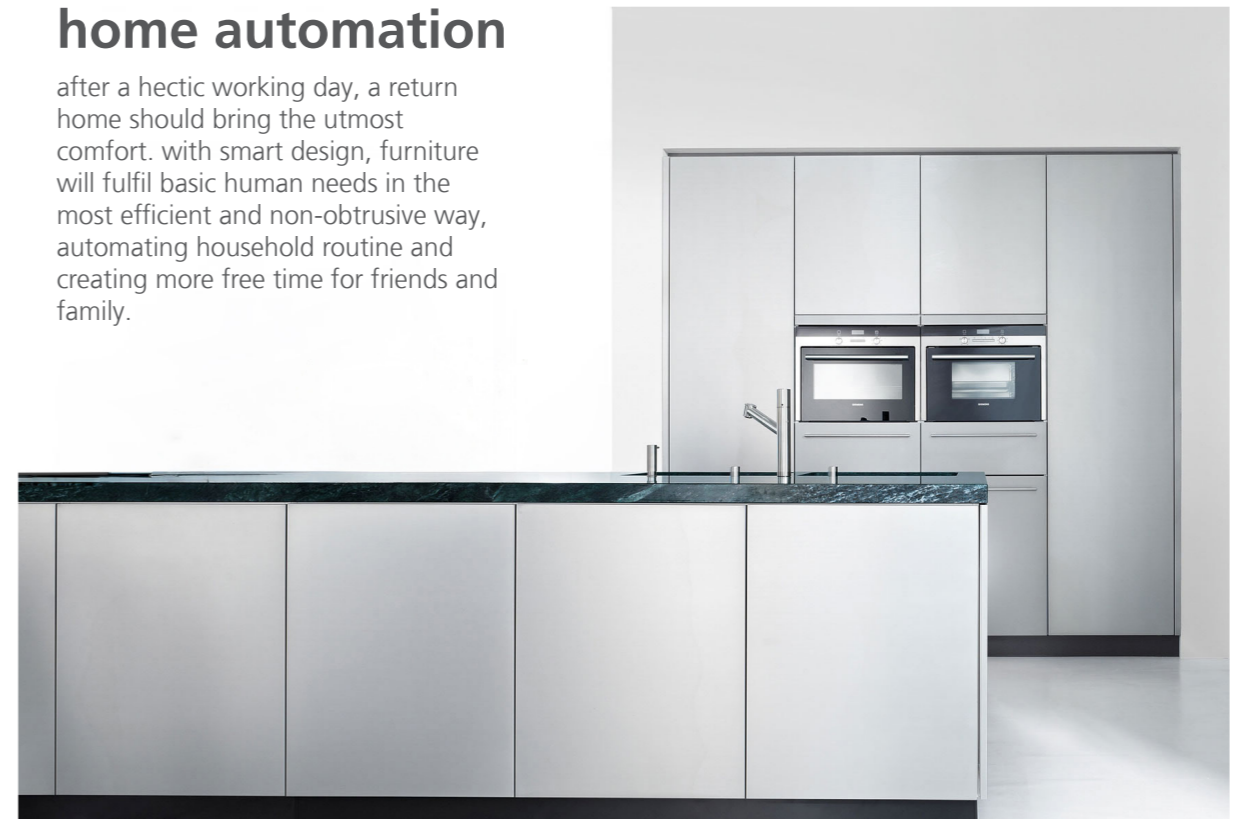 home automation
after a hectic working day, a return
home should bring the utmost
comfort. with smart design, furniture
will fulfil basic human needs in the
most efficient and non-obtrusive way,
automating household routine and
creating more free time for friends and
family.